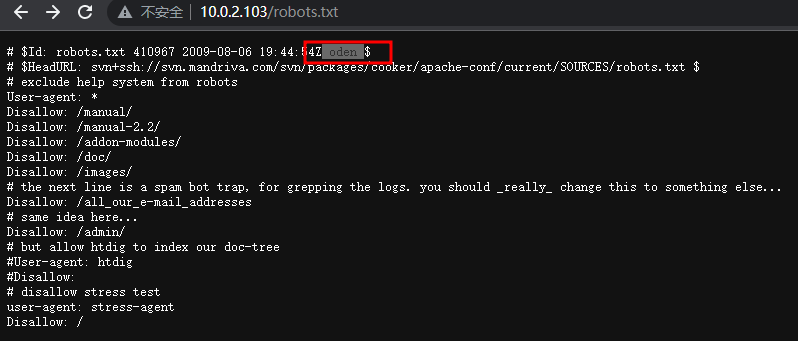 不安全 10.0.2.103/robots.txt
# $Id: robots.txt 410967 2009-08-06 19:44:54Z oden $
# $HeadURL: svn+ssh://svn.mandriva.com/svn/packages/cooker/apache-conf/current/SOURCES/robots.txt $
# exclude help system from robots
User-agent: *
Disallow: /manual/
Disallow: /manual-2.2/
Disallow: /addon-modules/
Disallow: /doc/
Disallow: /images/
# the next line is a spam bot trap, for grepping the logs. you should _really_ change this to something else...
Disallow: /all_our_e-mail_addresses
# same idea here...
Disallow: /admin/
# but allow htdig to index our doc-tree
#User-agent: htdig
#Disallow:
# disallow stress test
user-agent: stress-agent
Disallow: /